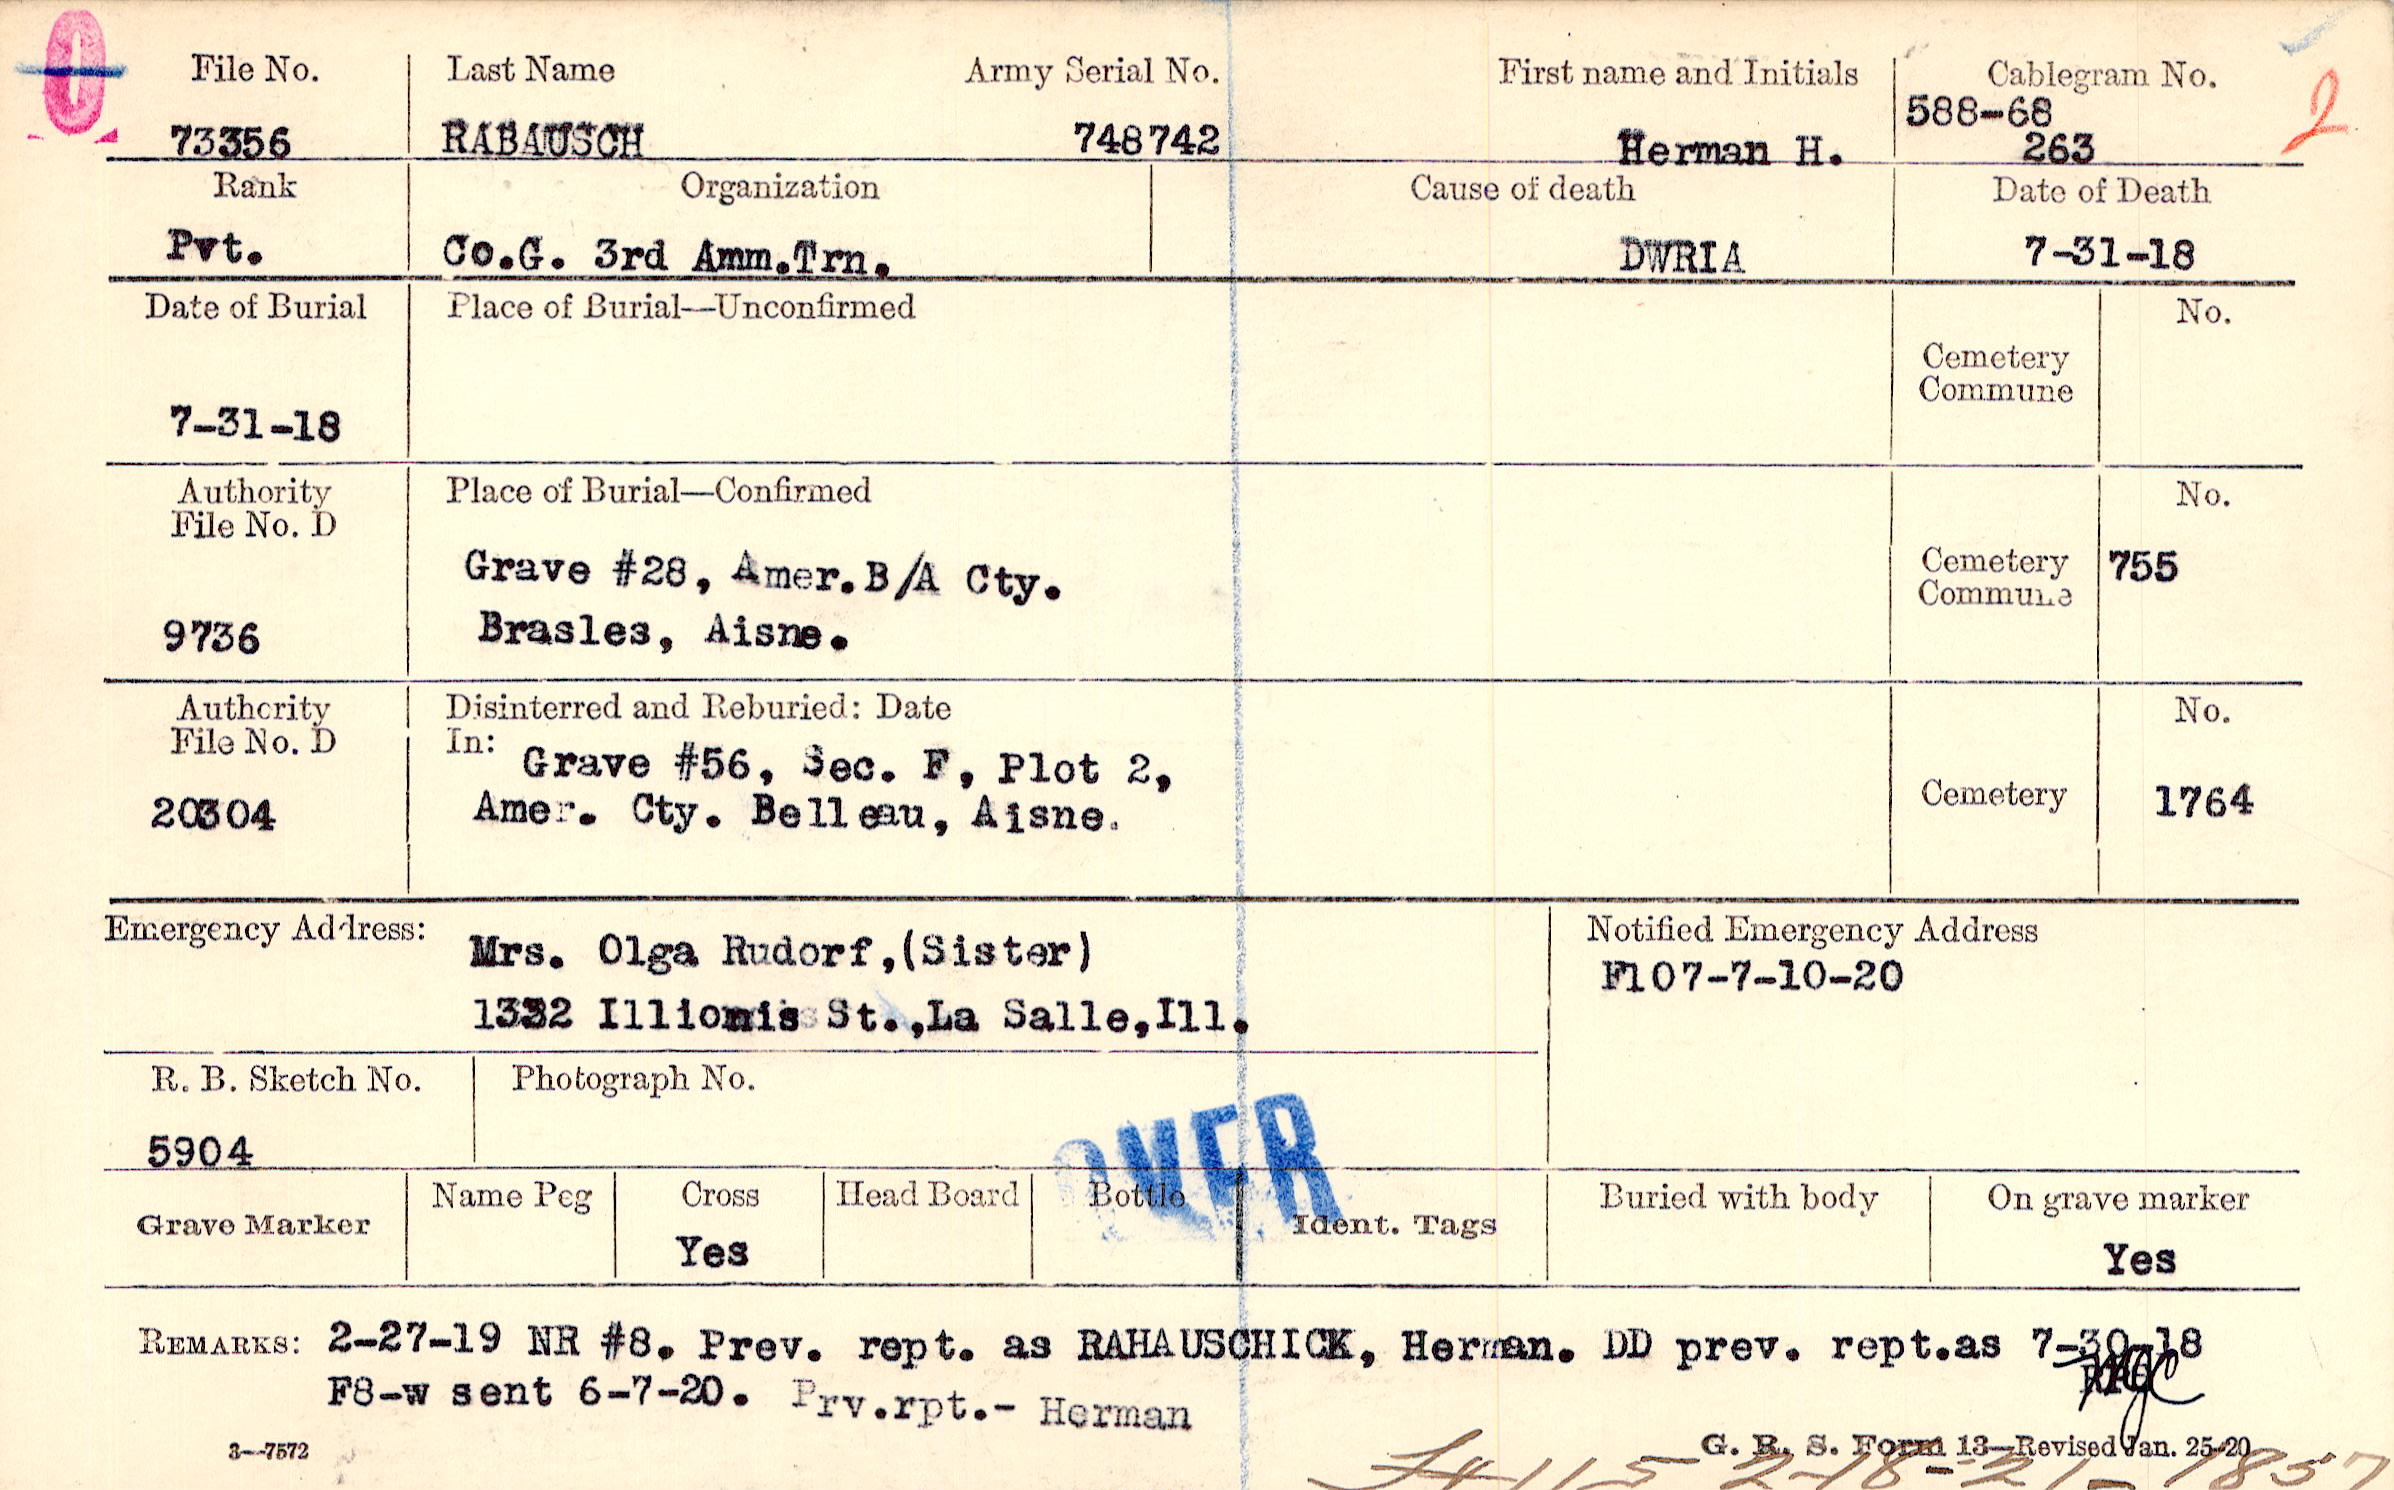 C
File No. Last Name Army Serial No. First name and Initials Cablegram No.
588-68
73356 RABAUSCH 748742 Herman H. 263
2
Rank Organization Cause of death Date of Death
Pvt. Co.G. 3rd Amm.Trn. DWRIA 7-31-18
Date of Burial Place of Burial—Unconfirmed No.
Cemetery
Commune
7-31-18
Authority Place of Burial—Confirmed No.
File No. D
Grave #28, Amer.B/A Cty. Cemetery 755
Commune
9736 Brasles, Aisne.
Authority Disinterred and Reburied: Date No.
File No. D In:
Grave #56, Sec. F, Plot 2,
20304 Amer. Cty. Belleau, Aisne. Cemetery 1764
Emergency Address: Notified Emergency Address
Mrs. Olga Rudorf,(Sister) F107-7-10-20
Illionis St.,La Salle,Ill.
R. B. Sketch No. Photograph No.
5904
OVER
Grave Marker Name Peg Cross Head Board Bottle Ident. Tags Buried with body On grave marker
Yes Yes
REMARKS: 2-27-19 NR #8. Prev. rept. as RAHAUSCHICK, Herman. DD prev. rept.as 7-30-18
F8-w sent 6-7-20. Prv.rpt.- Herman
3—7572 G. R. S. Form 13—Revised Jan. 25-20
115 2-18-21- 1857